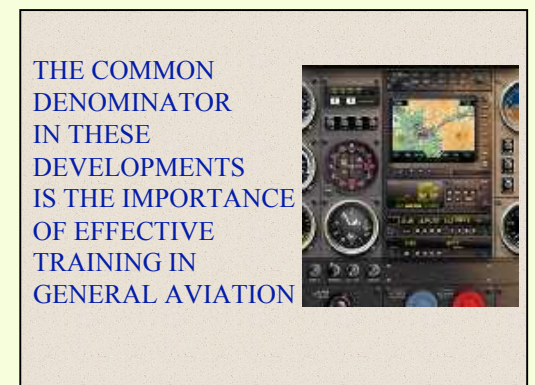 THE COMMON
DENOMINATOR
IN THESE
DEVELOPMENTS
IS THE IMPORTANCE
OF EFFECTIVE
TRAINING IN
GENERAL AVIATION